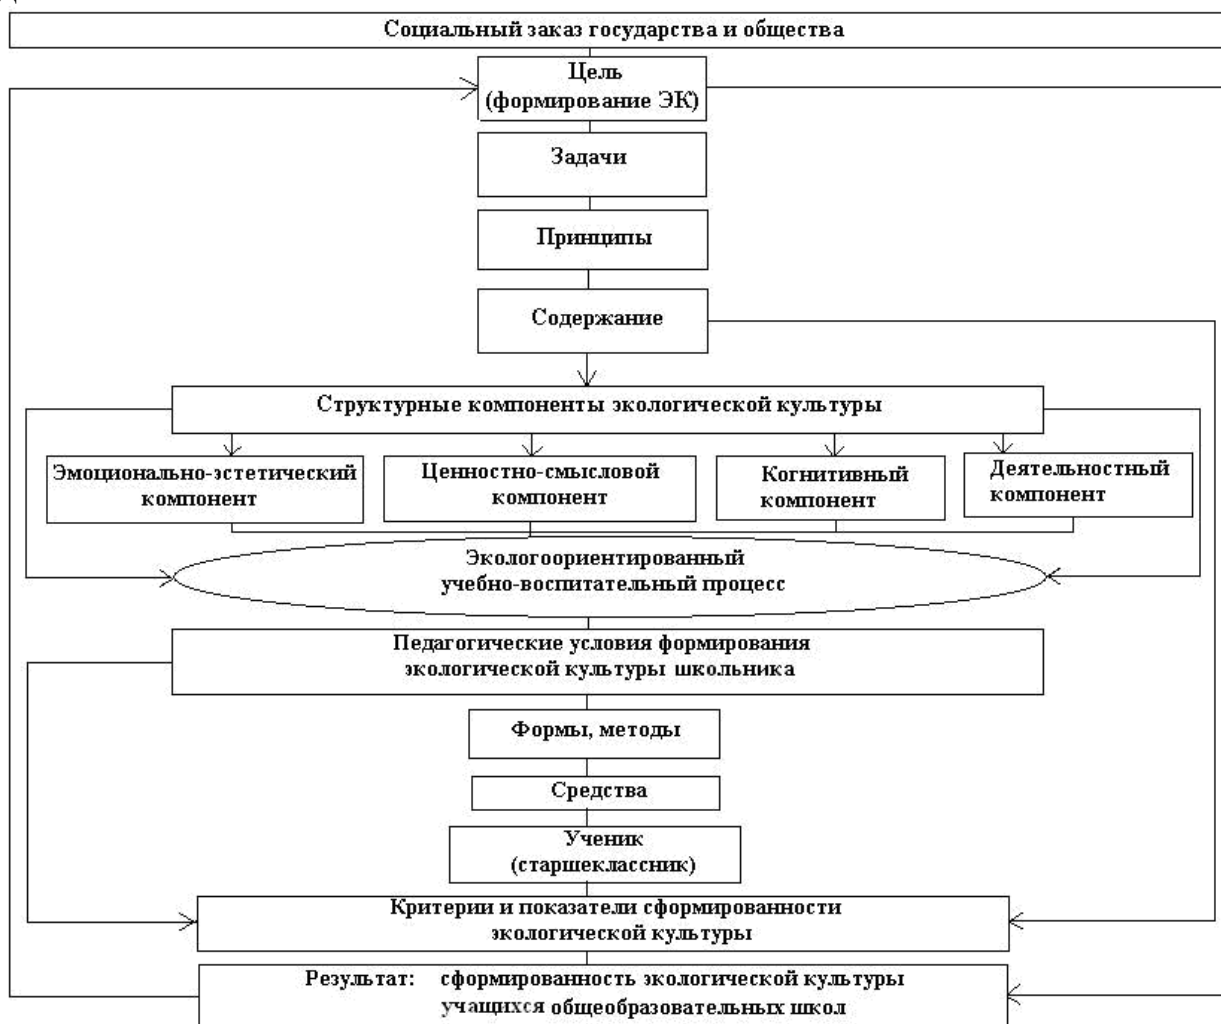 Социальный заказ государства и общества
Цель
(формирование ЭК)
Задачи
Принципы
Содержание
Структурные компоненты экологической культуры
Эмоционально-эстетический
компонент
Ценностно-смысловой
компонент
Когнитивный
компонент
Деятельностный
компонент
Экологоориентированный
учебно-воспитательный процесс
Педагогические условия формирования
экологической культуры школьника
Формы, методы
Средства
Ученик
(старшеклассник)
Критерии и показатели сформированности
экологической культуры
Результат: сформированность экологической культуры
учащихся общеобразовательных школ